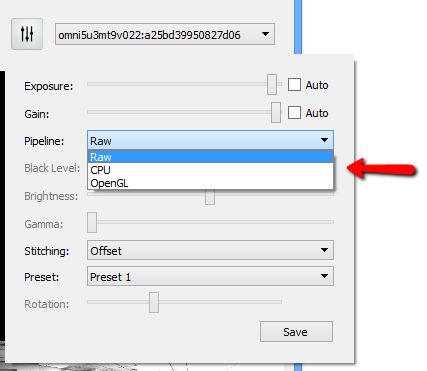 omni5u3mt9v022:a25bd39950827d06
Exposure: Auto
Gain: Auto
Pipeline: Raw
Raw
Black Level: CPU
OpenGL
Brightness:
Gamma:
Stitching: Offset
Preset: Preset 1
Rotation:
Save